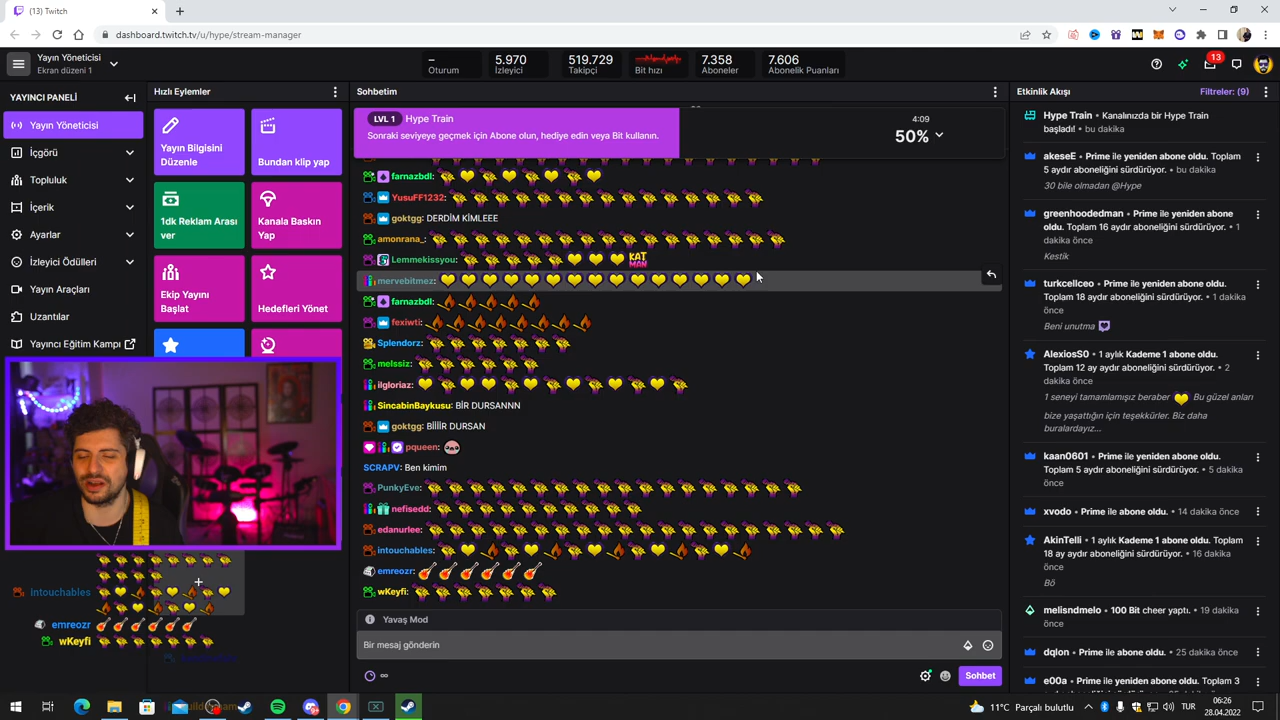 (13) Twitch
dashboard.twitch.tv/u/hype/stream-manager
Yayın Yöneticisi
Ekran düzeni 1
–
Oturum
5.970
İzleyici
519.729
Takipçi
Bit hızı
7.358
Aboneler
7.606
Abonelik Puanları
13
YAYINCI PANELİ
Yayın Yöneticisi
İçgörü
Topluluk
İçerik
Ayarlar
İzleyici Ödülleri
Yayın Araçları
Uzantılar
Yayıncı Eğitim Kampı
Hızlı Eylemler
Yayın Bilgisini
Düzenle
Bundan klip yap
1dk Reklam Arası
ver
Kanala Baskın
Yap
Ekip Yayını
Başlat
Hedefleri Yönet
Intouchables
emreozr
wKeyfi
Sohbetim
LVL 1 Hype Train
Sonraki seviyeye geçmek için Abone olun, hediye edin veya Bit kullanın.
4:09
50%
farnazbdl:
YusuFF1232:
goktgg: DERDİM KİMLEEE
amonrana_:
Lemmekissyou: KAT MAN
mervebitmez:
farnazbdl:
fexiwti:
Splendorz:
melssiz:
ilgloriaz:
SincabinBaykusu: BİR DURSANNN
goktgg: BİİİİR DURSAN
pqueen:
SCRAPV: Ben kimim
PunkyEve:
nefisedd:
edanurlee:
intouchables:
emreozr:
wKeyfi:
Yavaş Mod
Bir mesaj gönderin
Sohbet
Etkinlik Akışı
Filtreler: (9)
Hype Train • Kanalınızda bir Hype Train
başladı! • bu dakika
akeseE • Prime ile yeniden abone oldu. Toplam
5 aydır aboneliğini sürdürüyor. • bu dakika
30 bile olmadan @Hype
greenhoodedman • Prime ile yeniden abone
oldu. Toplam 16 aydır aboneliğini sürdürüyor. • 1
dakika önce
Kestik
turkcellceo • Prime ile yeniden abone oldu.
Toplam 18 aydır aboneliğini sürdürüyor. • 1 dakika
önce
Beni unutma
AlexiosS0 • 1 aylık Kademe 1 abone oldu.
Toplam 12 ay aydır aboneliğini sürdürüyor. • 2
dakika önce
1 seneyi tamamlamışız beraber Bu güzel anları
bize yaşattığın için teşekkürler. Biz daha
buralardayız...
kaan0601 • Prime ile yeniden abone oldu.
Toplam 5 aydır aboneliğini sürdürüyor. • 5 dakika
önce
xvodo • Prime ile abone oldu. • 14 dakika önce
AkinTelli • 1 aylık Kademe 1 abone oldu. Toplam
18 ay aydır aboneliğini sürdürüyor. • 16 dakika
önce
Bö
melisndmelo • 100 Bit cheer yaptı. • 19 dakika
önce
dqlon • Prime ile abone oldu. • 25 dakika önce
e00a • Prime ile yeniden abone oldu. Toplam 3
11°C Parçalı bulutlu
TUR
06:26
28.04.2022